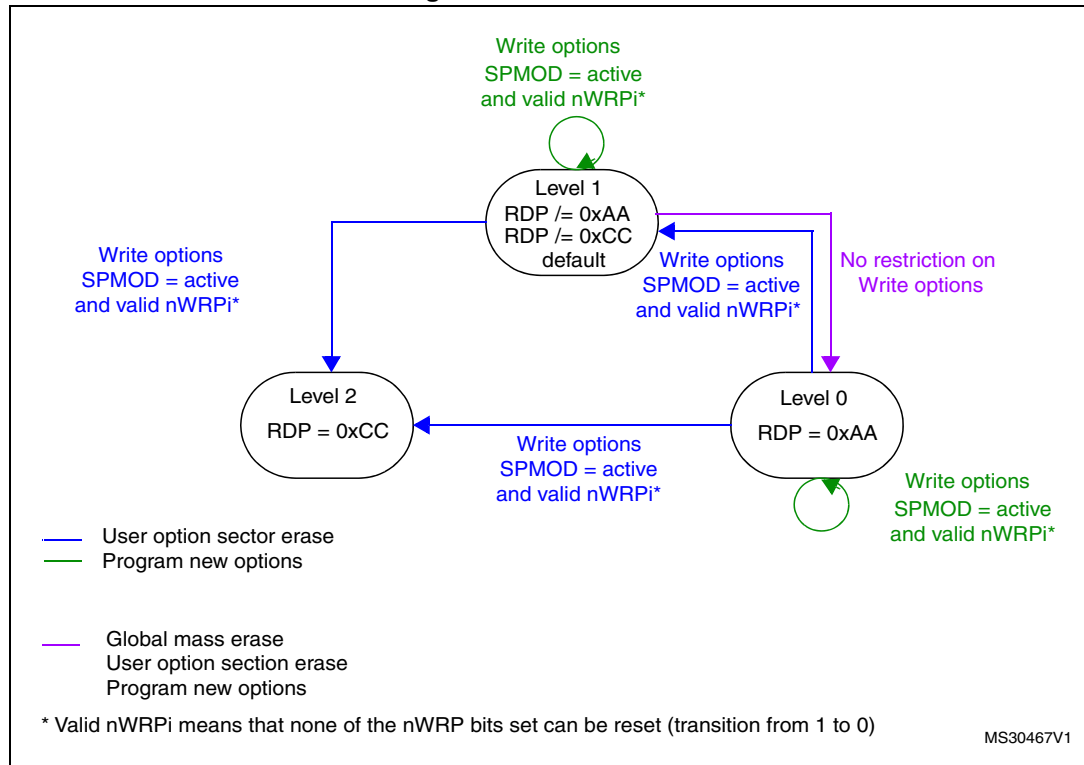 Write options
SPMOD = active
and valid nWRPi*
Level 1
RDP /= 0xAA
RDP /= 0xCC
default
Write options
SPMOD = active
and valid nWRPi*
Write options
SPMOD = active
and valid nWRPi*
No restriction on
Write options
Level 2
RDP = 0xCC
Level 0
RDP = 0xAA
Write options
SPMOD = active
and valid nWRPi*
Write options
SPMOD = active
and valid nWRPi*
User option sector erase
Program new options
Global mass erase
User option section erase
Program new options
* Valid nWRPi means that none of the nWRP bits set can be reset (transition from 1 to 0)
MS30467V1